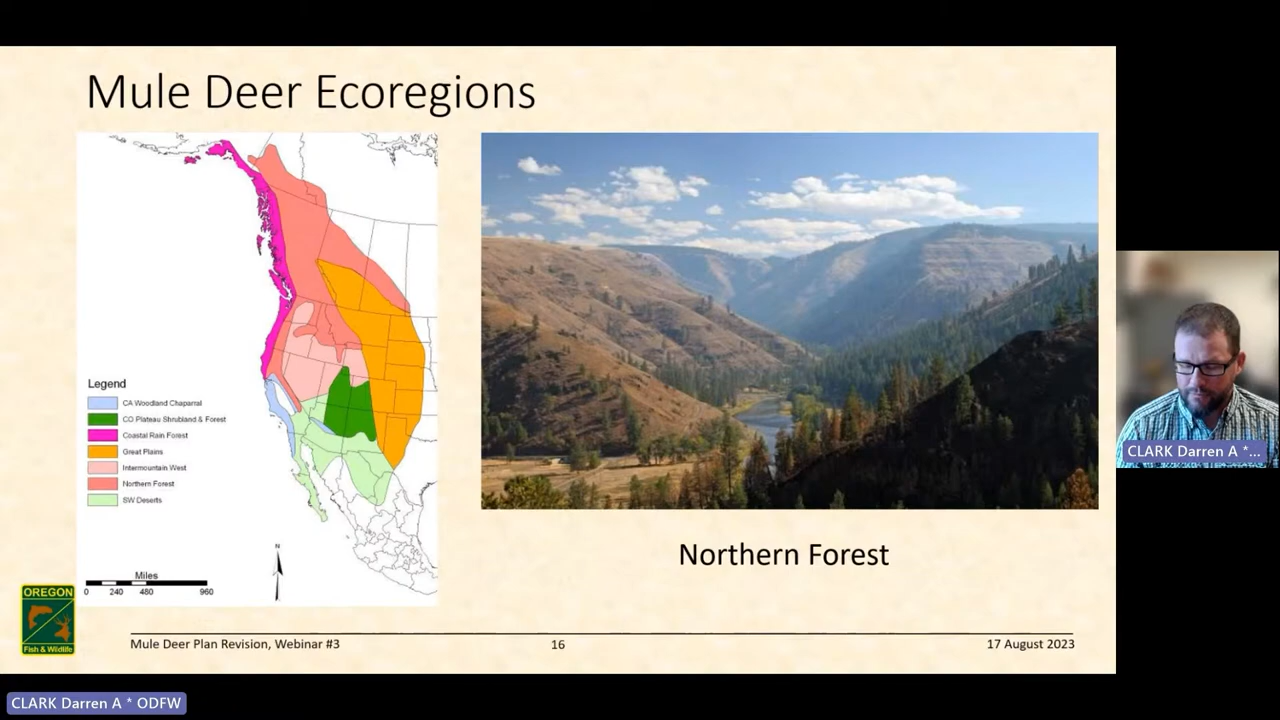 Mule Deer Ecoregions
Legend
CA Woodland Chaparral
CO Plateau Shrubland & Forest
Coastal Rain Forest
Great Plains
Intermountain West
Northern Forest
SW Deserts
N
Miles
0 240 480 960
Northern Forest
OREGON
Fish & Wildlife
Mule Deer Plan Revision, Webinar #3
16
17 August 2023
CLARK Darren A *...
CLARK Darren A * ODFW